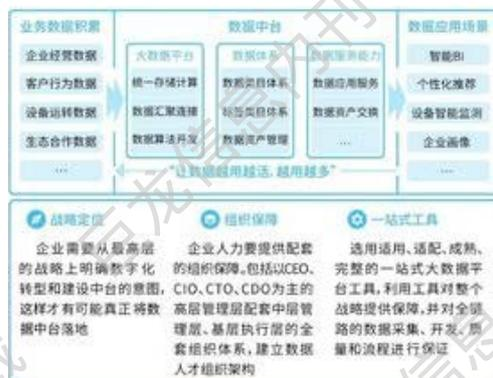 业务数据积累
数据中台
数据应用场景
企业经营数据
客户行为数据
设备运转数据
生态合作数据
...
大数据平台
统一存储计算
数据汇聚连接
数据算法开发
数据体系
数据类目体系
标签类目体系
数据资产管理
数据服务能力
数据应用服务
数据资产交换
...
智能BI
个性化推荐
设备智能监测
企业画像
...
"让数据越用越活，越用越多"
战略定位
企业需要从最高层
的战略上明确数字化
转型和建设中台的意图，
这样才有可能真正将数
据中台落地
组织保障
企业人力要提供配套
的组织保障，包括以CEO、
CIO、CTO、CDO为主的
高层管理层配套中层管
理层、基层执行层的全
套组织体系，建立数据
人才组织架构
一站式工具
选用适用、适配、成熟、
完整的一站式大数据平
台工具，利用工具对整个
战略提供保障，并对全链
路的数据采集、开发、质
量和流程进行保证
巨龙信息内刊